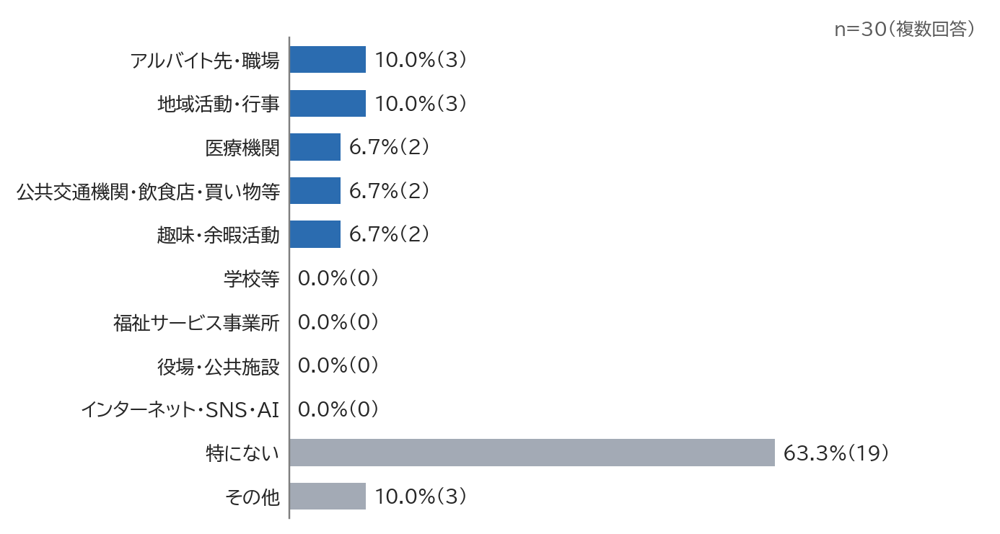 n=30(複数回答)
アルバイト先・職場 10.0%(3)
地域活動・行事 10.0%(3)
医療機関 6.7%(2)
公共交通機関・飲食店・買い物等 6.7%(2)
趣味・余暇活動 6.7%(2)
学校等 0.0%(0)
福祉サービス事業所 0.0%(0)
役場・公共施設 0.0%(0)
インターネット・SNS・AI 0.0%(0)
特にない 63.3%(19)
その他 10.0%(3)